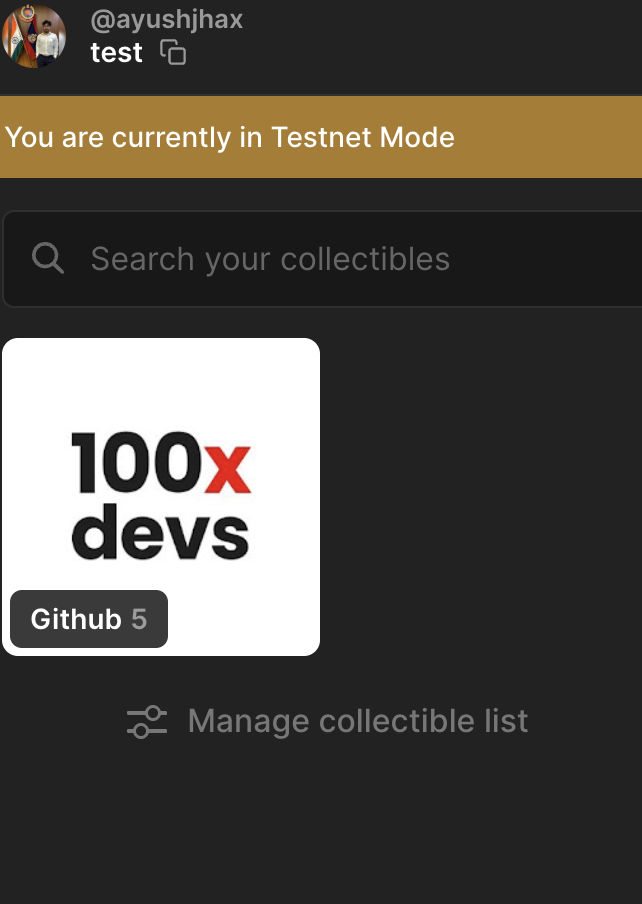 @ayushjhax
test
You are currently in Testnet Mode
Search your collectibles
100x
devs
Github 5
Manage collectible list